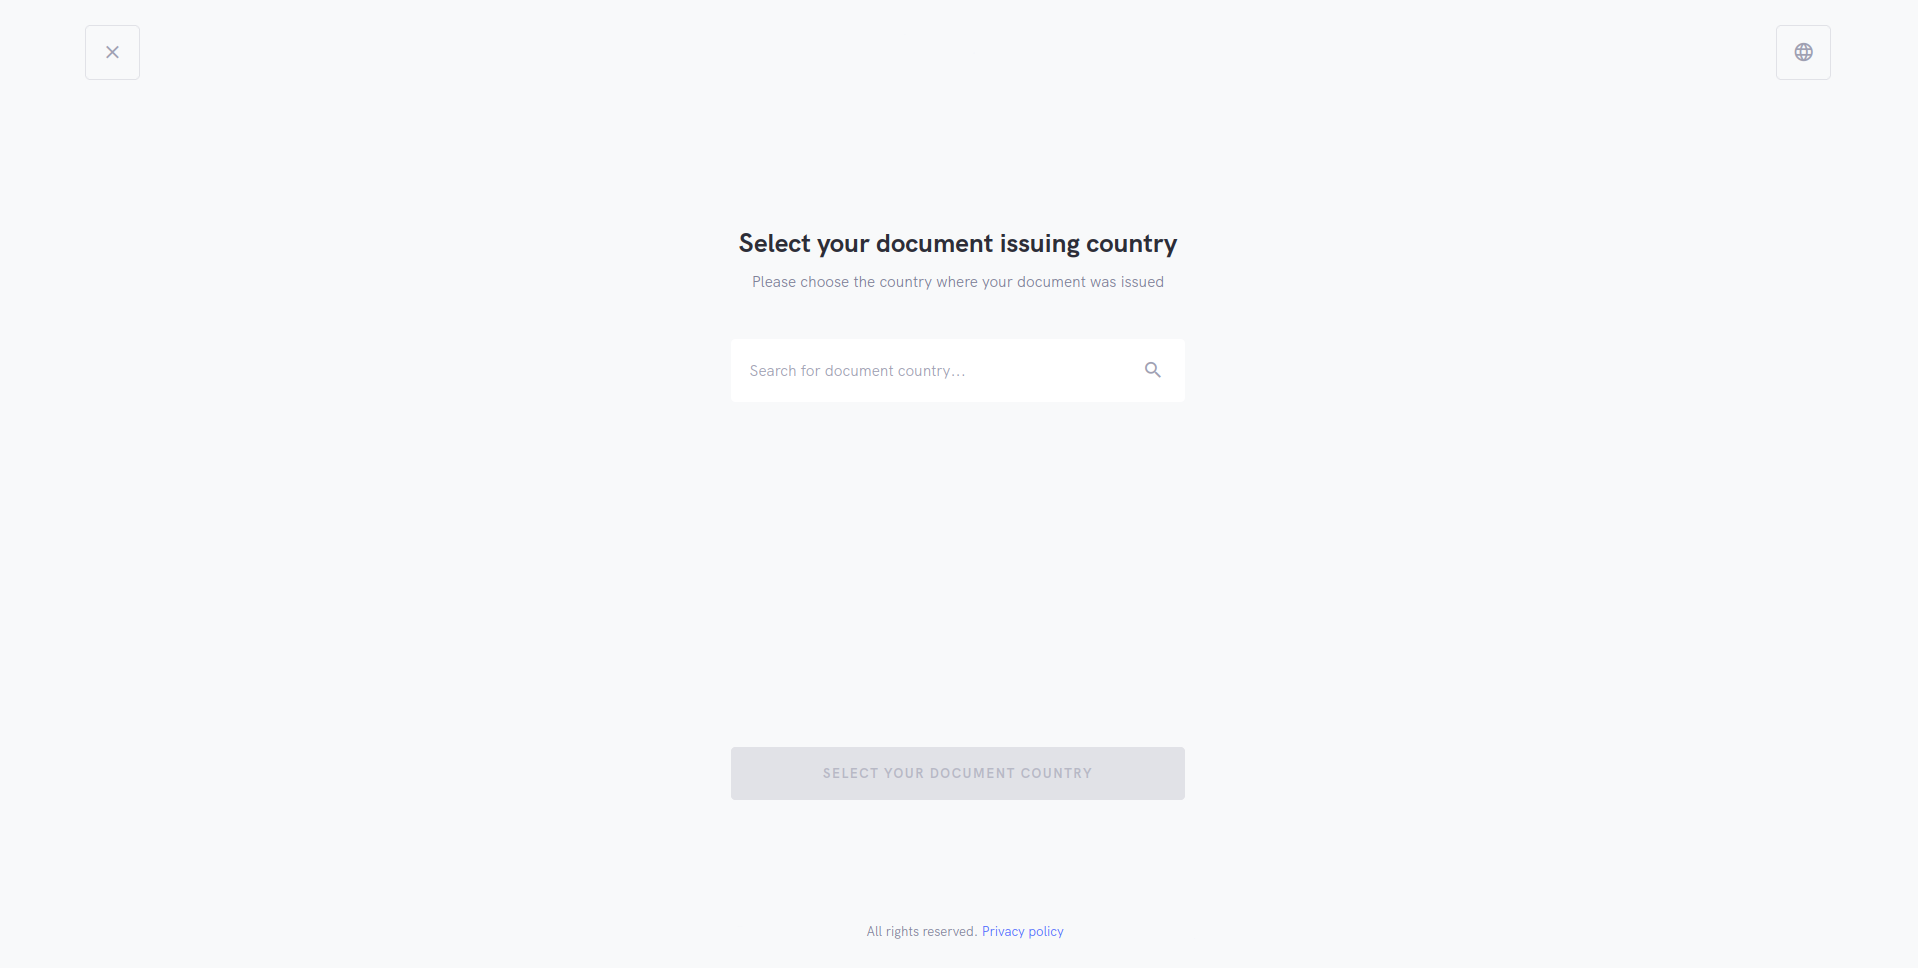 Select your document issuing country
Please choose the country where your document was issued
Search for document country...
SELECT YOUR DOCUMENT COUNTRY
All rights reserved. Privacy policy